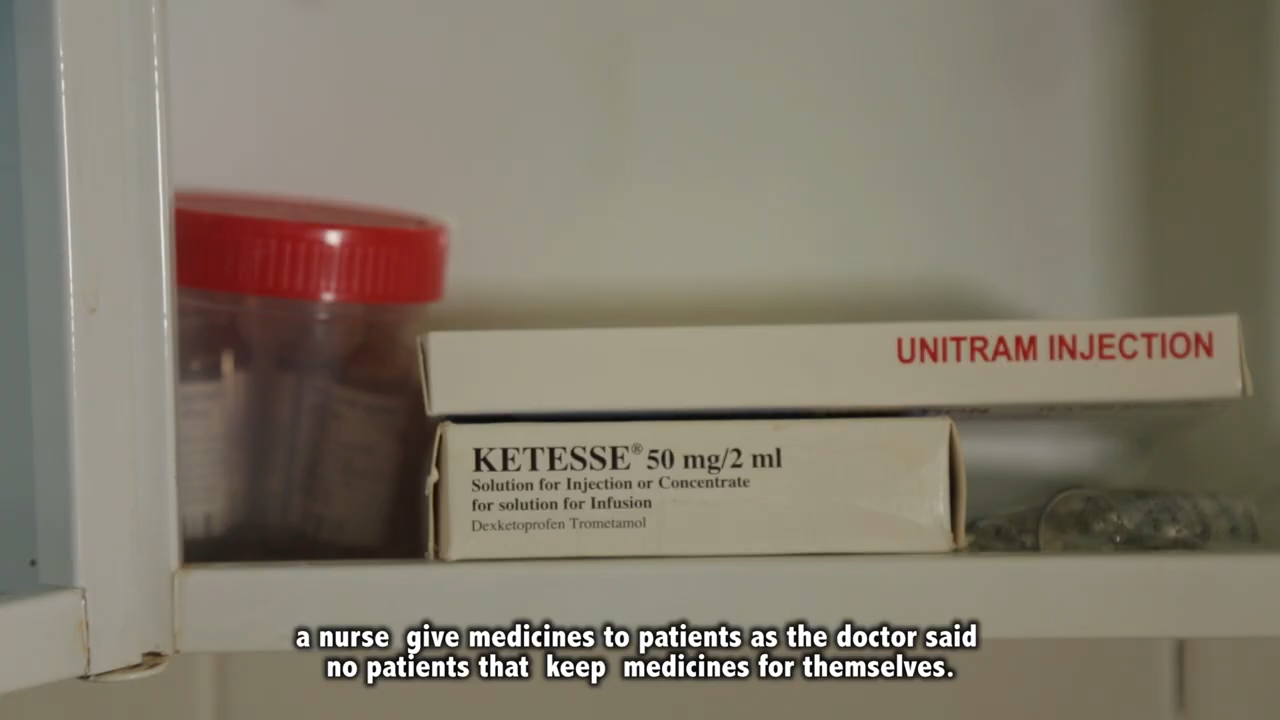 UNITRAM INJECTION
KETESSE® 50 mg/2 ml
Solution for Injection or Concentrate
for solution for Infusion
Dexketoprofen Trometamol
a nurse give medicines to patients as the doctor said
no patients that keep medicines for themselves.